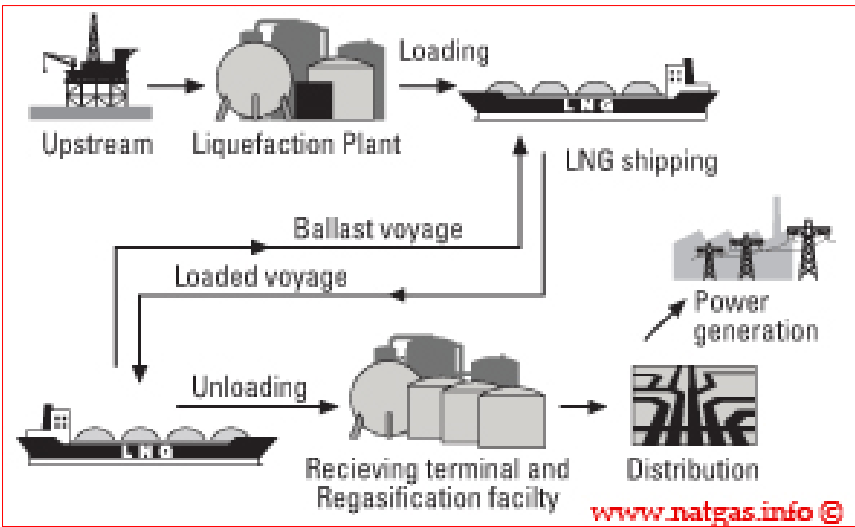 Loading
LNG
Upstream
Liquefaction Plant
LNG shipping
Ballast voyage
Loaded voyage
Power
generation
Unloading
LNG
Recieving terminal and
Regasification facilty
Distribution
www.natgas.info ©